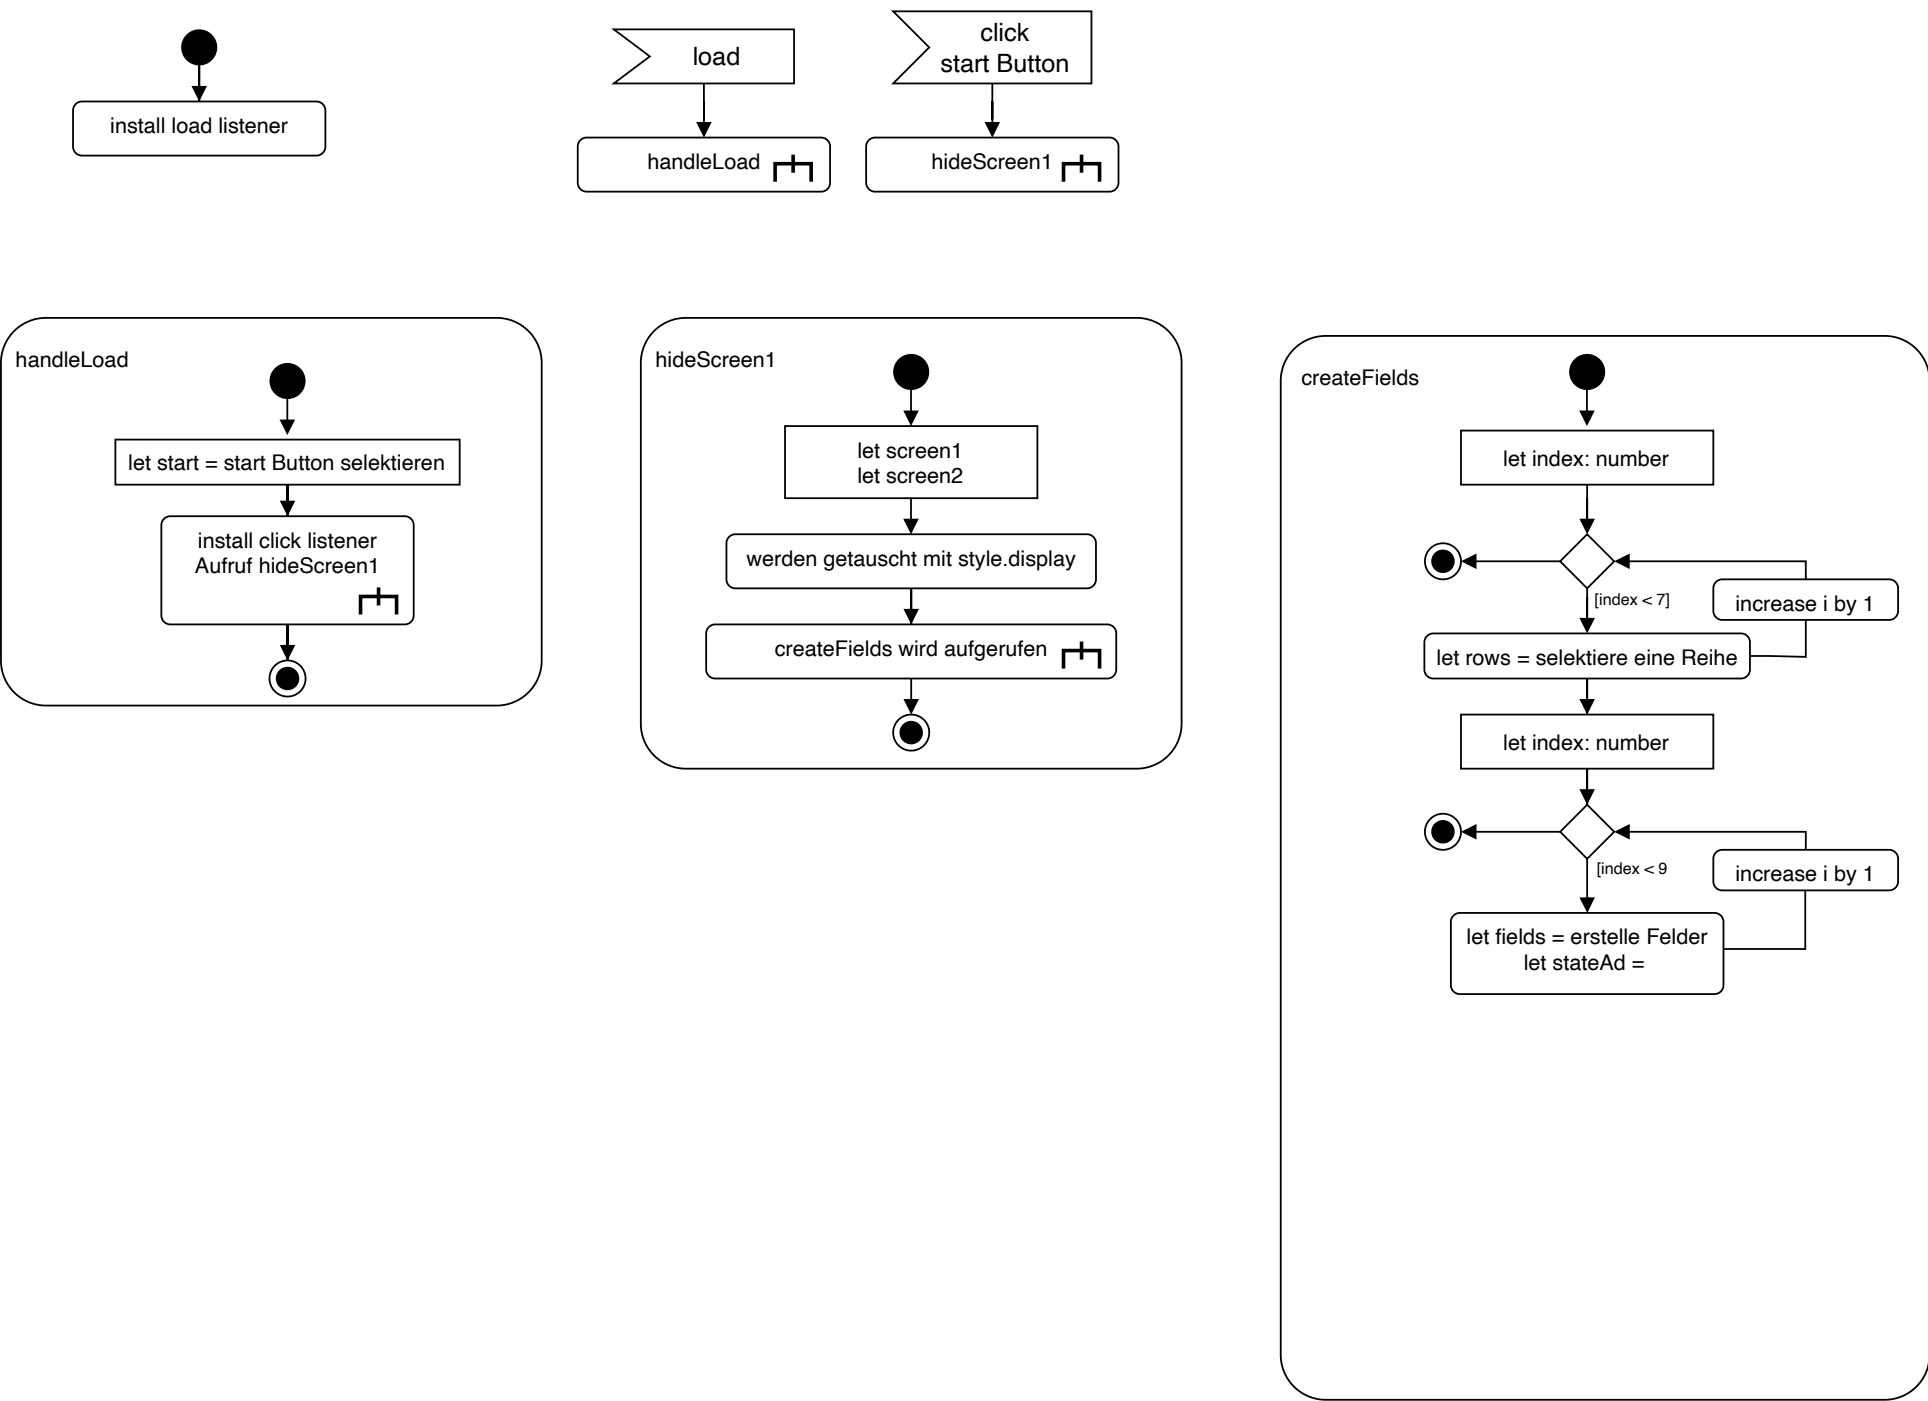 install load listener
load
click
start Button
handleLoad
hideScreen1
handleLoad
let start = start Button selektieren
install click listener
Aufruf hideScreen1
hideScreen1
let screen1
let screen2
werden getauscht mit style.display
createFields wird aufgerufen
createFields
let index: number
[index < 7]
increase i by 1
let rows = selektiere eine Reihe
let index: number
[index < 9
increase i by 1
let fields = erstelle Felder
let stateAd =